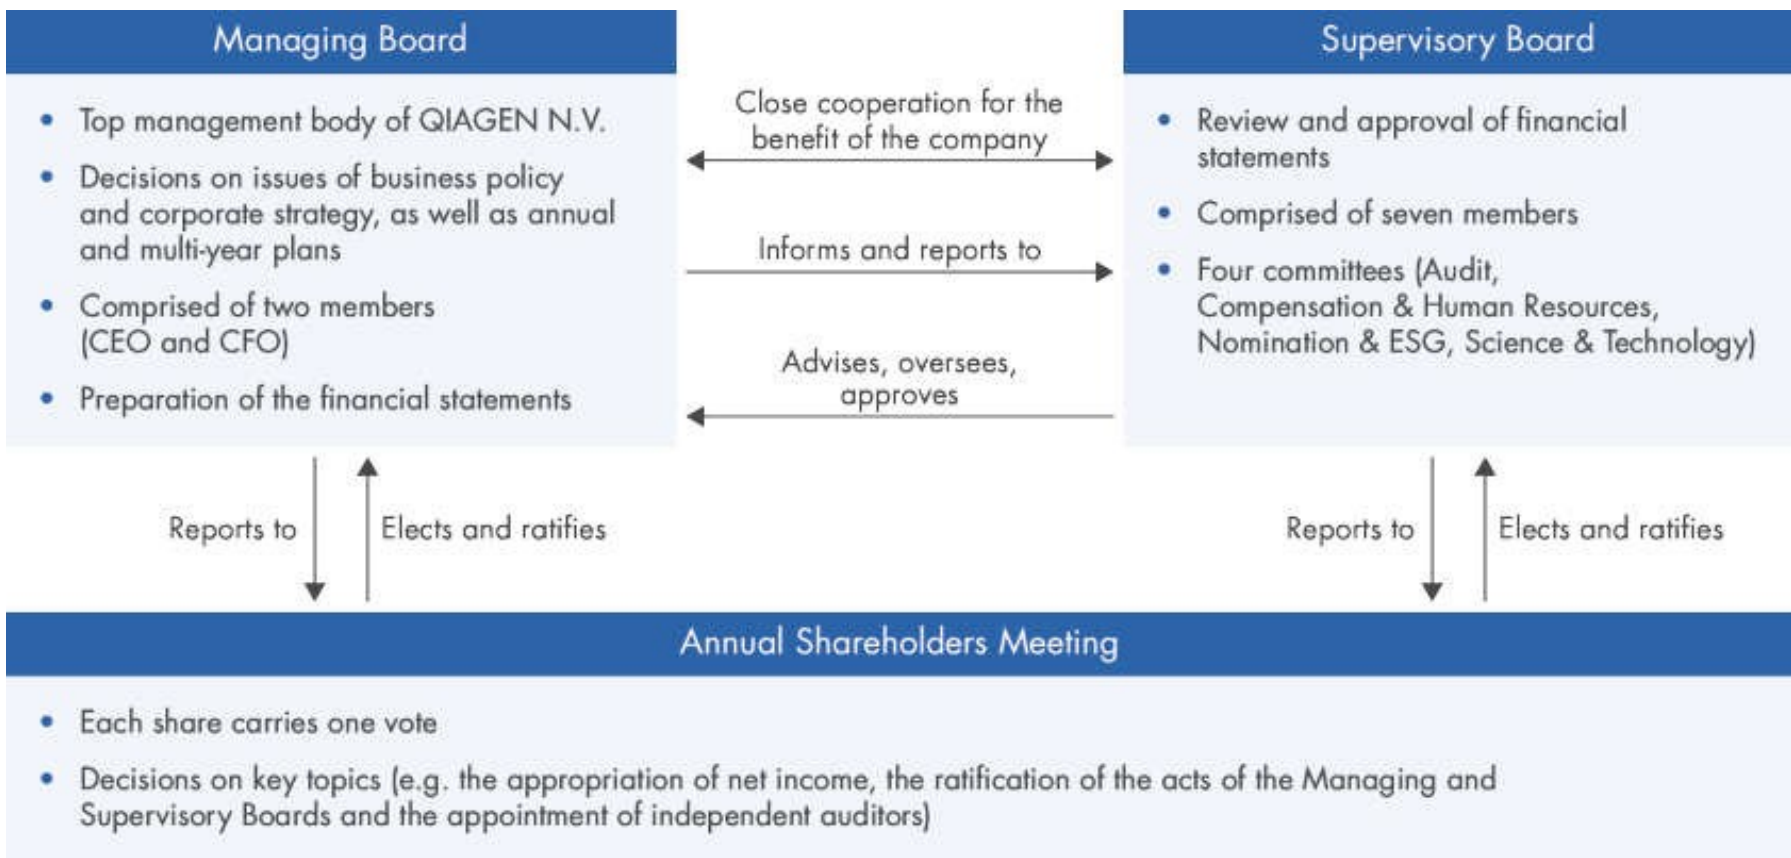 Managing Board
• Top management body of QIAGEN N.V.
• Decisions on issues of business policy
and corporate strategy, as well as annual
and multi-year plans
• Comprised of two members
(CEO and CFO)
• Preparation of the financial statements
Close cooperation for the
benefit of the company
Informs and reports to
Advises, oversees,
approves
Supervisory Board
• Review and approval of financial
statements
• Comprised of seven members
• Four committees (Audit,
Compensation & Human Resources,
Nomination & ESG, Science & Technology)
Reports to
Elects and ratifies
Reports to
Elects and ratifies
Annual Shareholders Meeting
• Each share carries one vote
• Decisions on key topics (e.g. the appropriation of net income, the ratification of the acts of the Managing and
Supervisory Boards and the appointment of independent auditors)